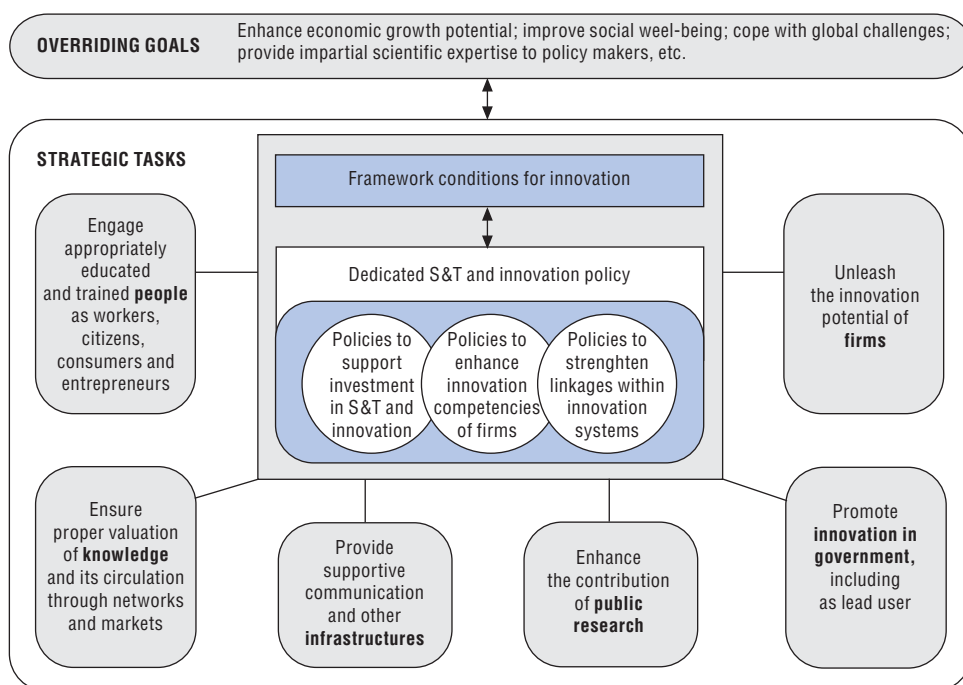 OVERRIDING GOALS
Enhance economic growth potential; improve social weel-being; cope with global challenges;
provide impartial scientific expertise to policy makers, etc.
STRATEGIC TASKS
Framework conditions for innovation
Dedicated S&T and innovation policy
Policies to
support
investment
in S&T and
innovation
Policies to
enhance
innovation
competencies
of firms
Policies to
strenghten
linkages within
innovation
systems
Engage
appropriately
educated
and trained people
as workers,
citizens,
consumers and
entrepreneurs
Unleash
the innovation
potential of
firms
Ensure
proper valuation
of knowledge
and its circulation
through networks
and markets
Provide
supportive
communication
and other
infrastructures
Enhance
the contribution
of public
research
Promote
innovation in
government,
including
as lead user